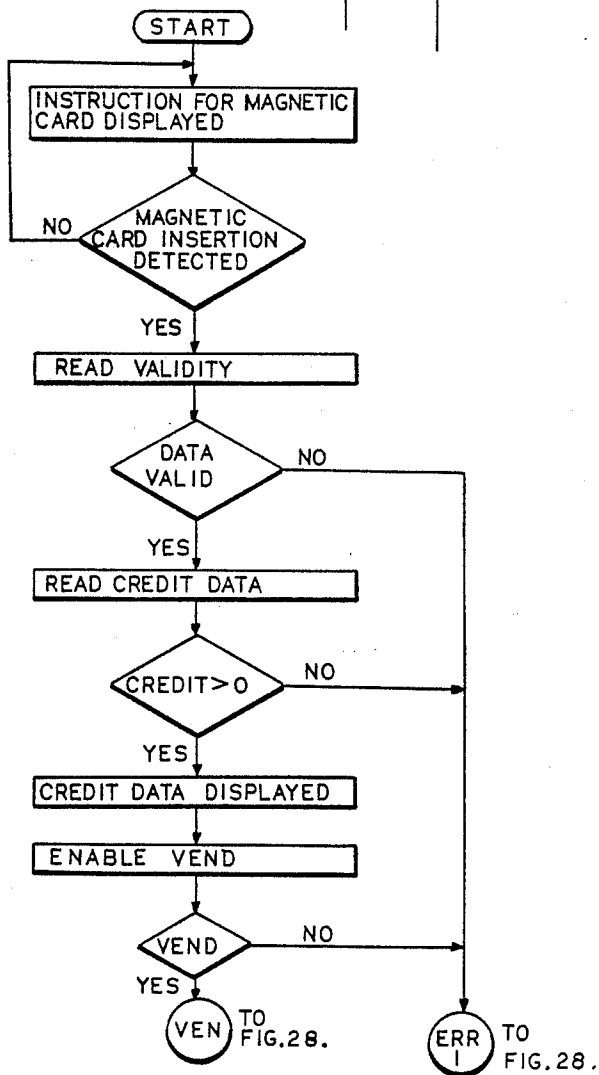 START
INSTRUCTION FOR MAGNETIC
CARD DISPLAYED
NO
MAGNETIC
CARD INSERTION
DETECTED
YES
READ VALIDITY
DATA
VALID
NO
YES
READ CREDIT DATA
CREDIT>0
NO
YES
CREDIT DATA DISPLAYED
ENABLE VEND
VEND
NO
YES
VEN
TO
FIG.28.
ERR
1
TO
FIG.28.